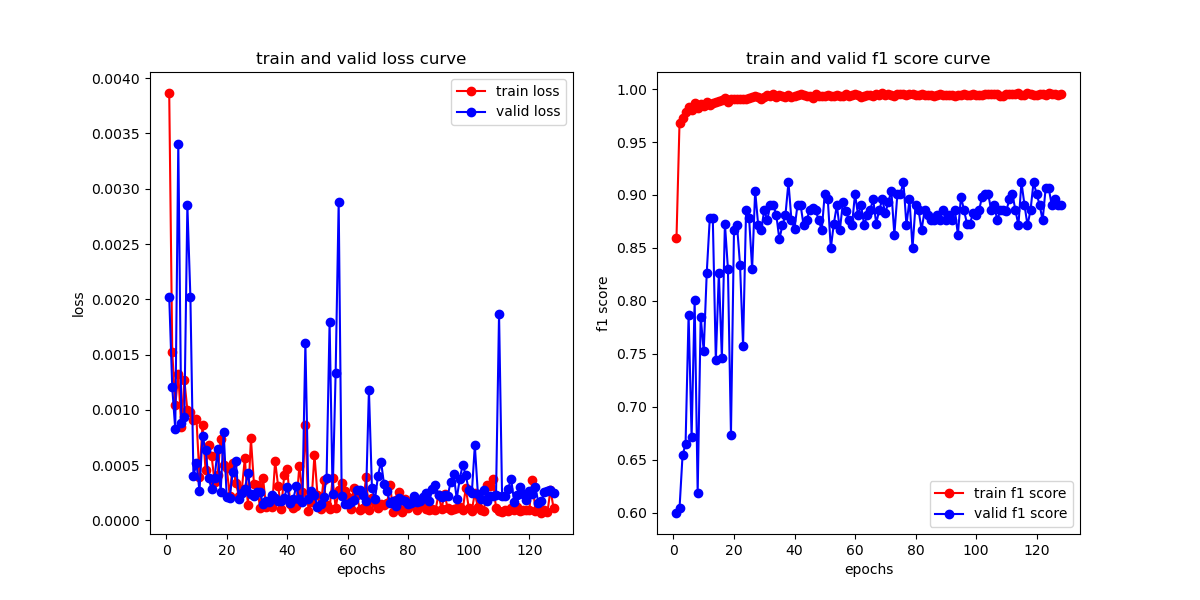 train and valid loss curve
0.0040
0.0035
0.0030
0.0025
0.0020
0.0015
0.0010
0.0005
0.0000
loss
0 20 40 60 80 100 120
epochs
train loss
valid loss
train and valid f1 score curve
1.00
0.95
0.90
0.85
0.80
0.75
0.70
0.65
0.60
f1 score
0 20 40 60 80 100 120
epochs
train f1 score
valid f1 score